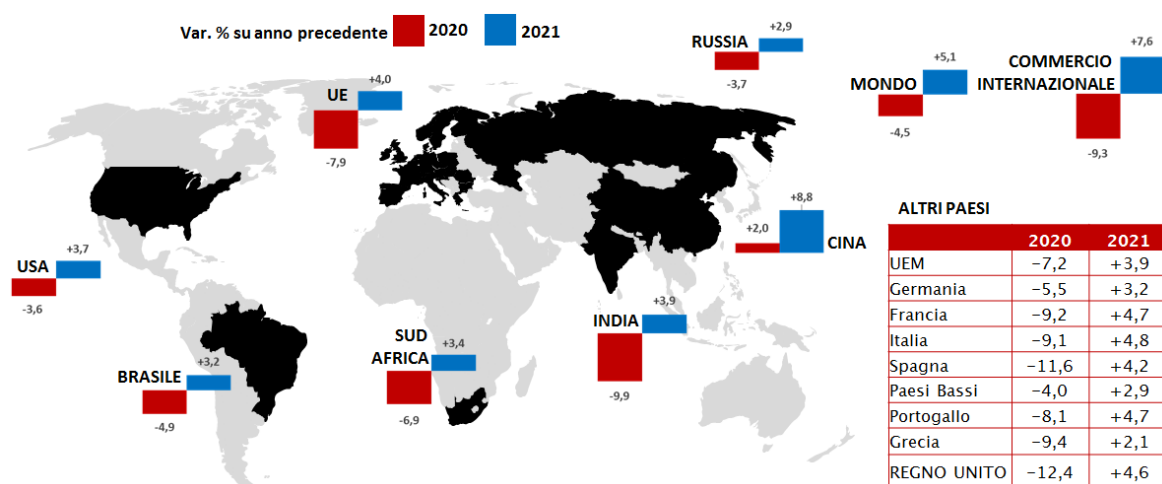 Var. % su anno precedente 2020 2021
RUSSIA
+2,9
-3,7
MONDO
+5,1
-4,5
COMMERCIO
INTERNAZIONALE
+7,6
-9,3
UE
+4,0
-7,9
CINA
+2,0
+8,8
USA
+3,7
-3,6
INDIA
+3,9
-9,9
SUD
AFRICA
+3,4
-6,9
BRASILE
+3,2
-4,9
ALTRI PAESI
2020 2021
UEM -7,2 +3,9
Germania -5,5 +3,2
Francia -9,2 +4,7
Italia -9,1 +4,8
Spagna -11,6 +4,2
Paesi Bassi -4,0 +2,9
Portogallo -8,1 +4,7
Grecia -9,4 +2,1
REGNO UNITO -12,4 +4,6